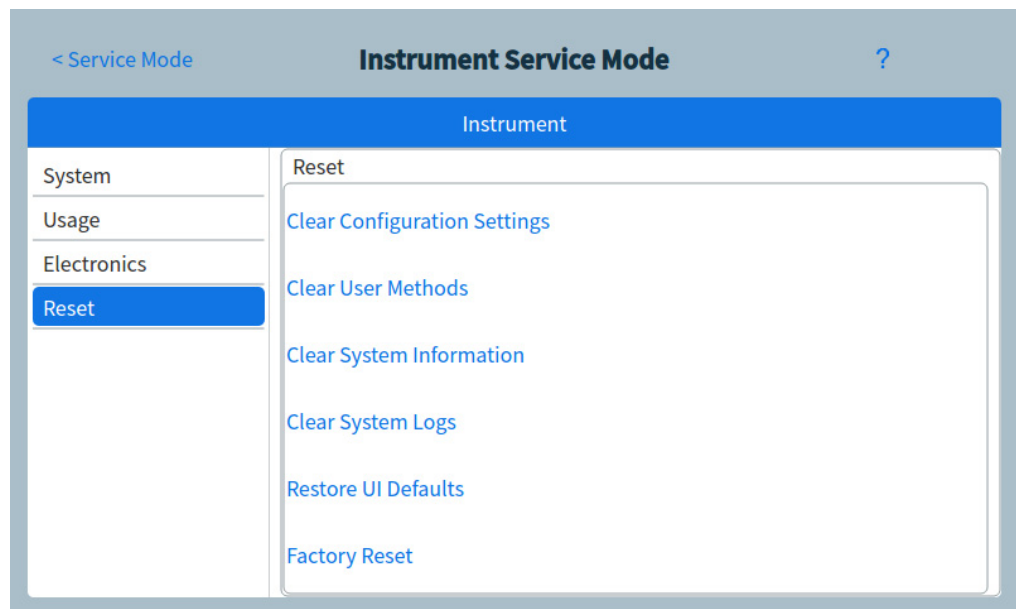 < Service Mode
Instrument Service Mode
?
Instrument
System
Usage
Electronics
Reset
Reset
Clear Configuration Settings
Clear User Methods
Clear System Information
Clear System Logs
Restore UI Defaults
Factory Reset